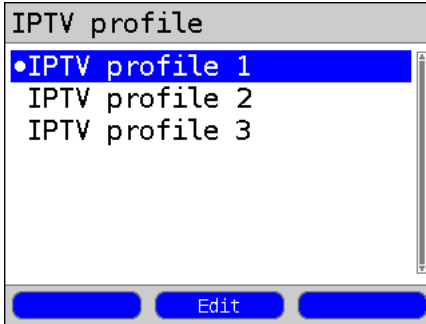 IPTV profile
•IPTV profile 1
IPTV profile 2
IPTV profile 3
Edit